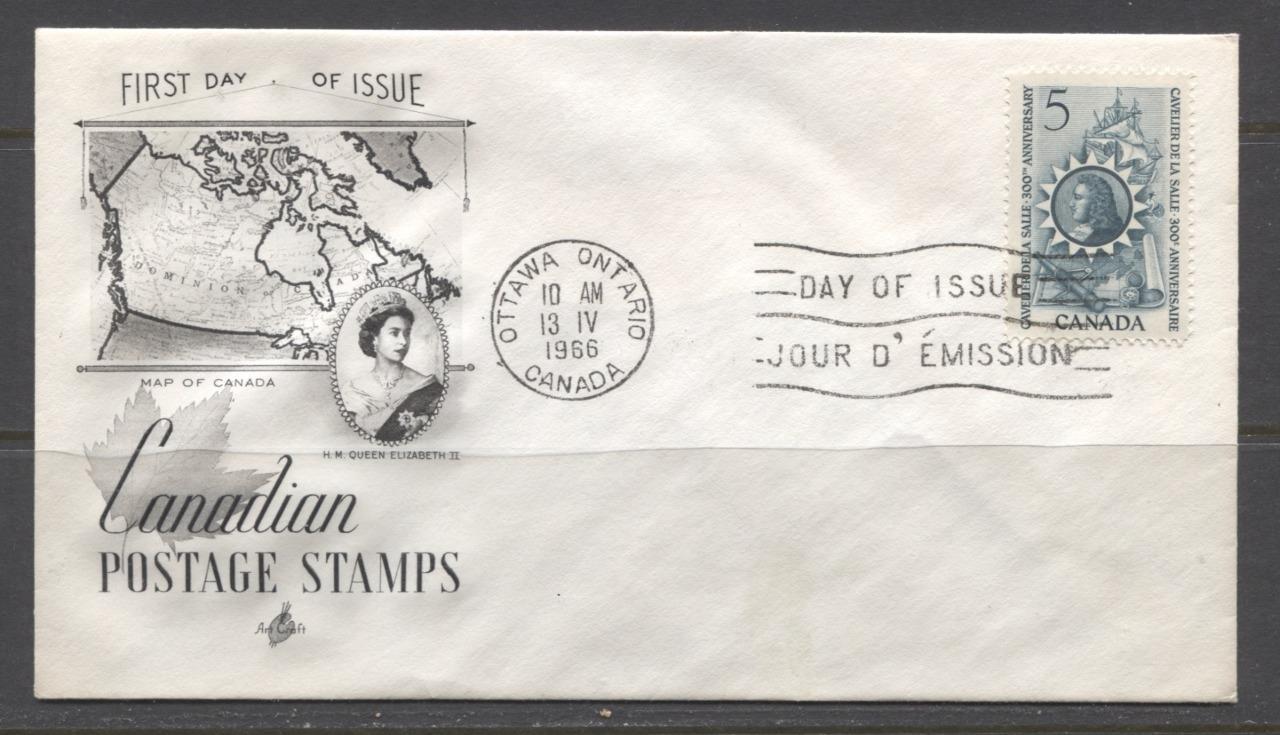 FIRST DAY OF ISSUE
DOMINION OF CANADA
MAP OF CANADA
H. M. QUEEN ELIZABETH II
Canadian
POSTAGE STAMPS
Art Craft
OTTAWA ONTARIO
10 AM
13 IV
1966
CANADA
DAY OF ISSUE
JOUR D' ÉMISSION
5
CAVELIER DE LA SALLE · 300TH ANNIVERSARY
CAVELIER DE LA SALLE · 300E ANNIVERSAIRE
CANADA